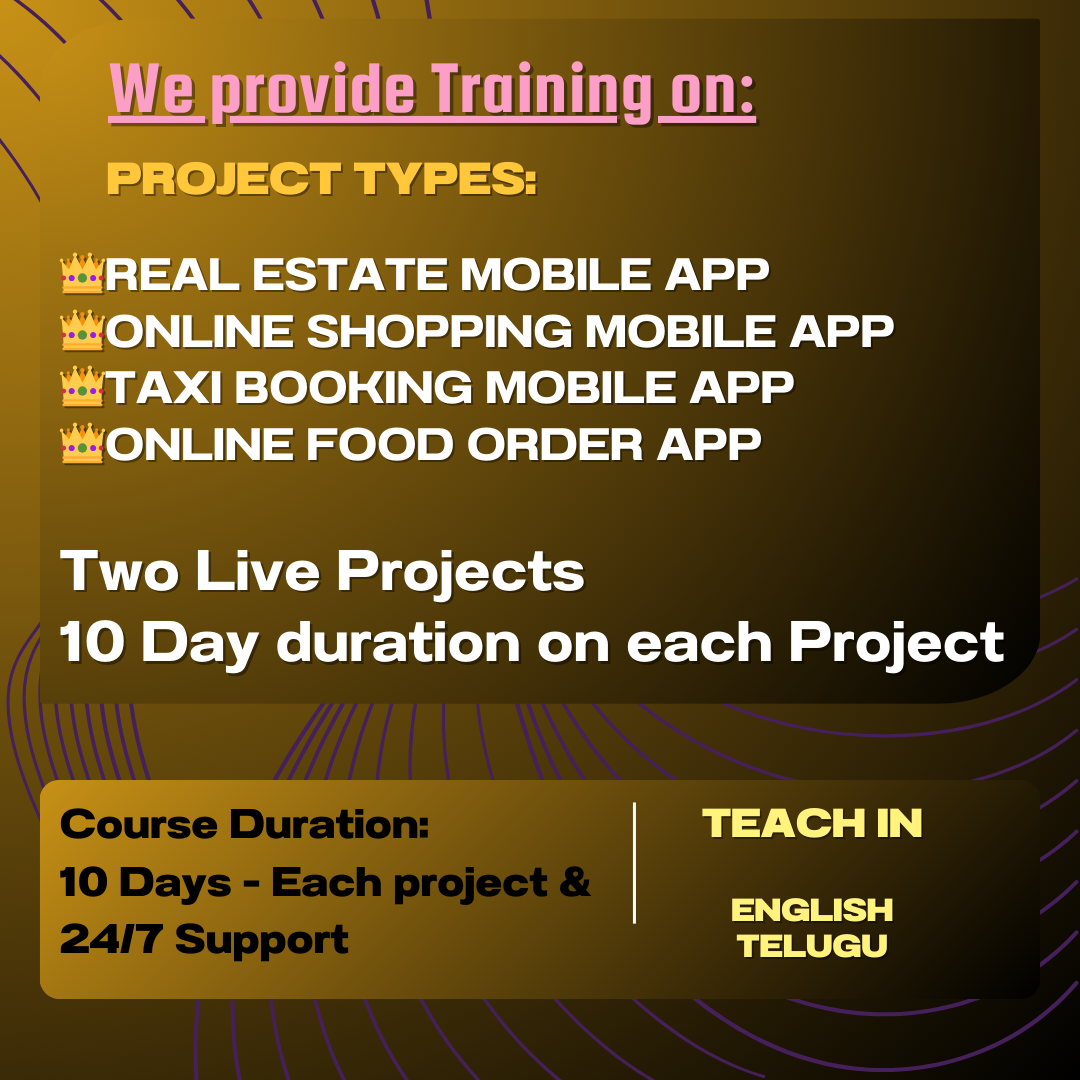 We provide Training on:
PROJECT TYPES:
👑REAL ESTATE MOBILE APP
👑ONLINE SHOPPING MOBILE APP
👑TAXI BOOKING MOBILE APP
👑ONLINE FOOD ORDER APP
Two Live Projects
10 Day duration on each Project
Course Duration:
10 Days - Each project &
24/7 Support
TEACH IN
ENGLISH
TELUGU